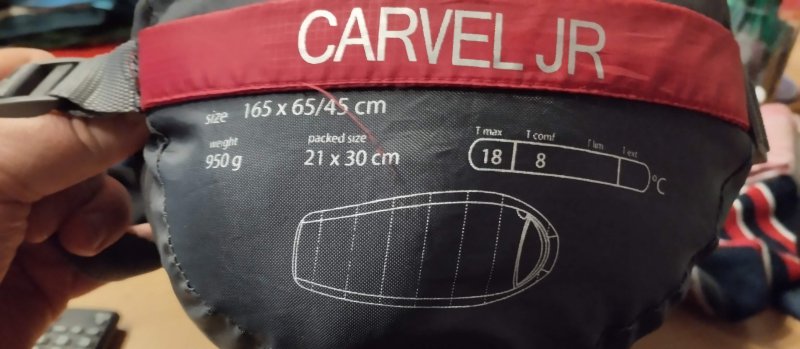 CARVEL JR
size 165 x 65/45 cm
weight packed size
950 g 21 x 30 cm
T max T comf T lim T ext
18 8 °C